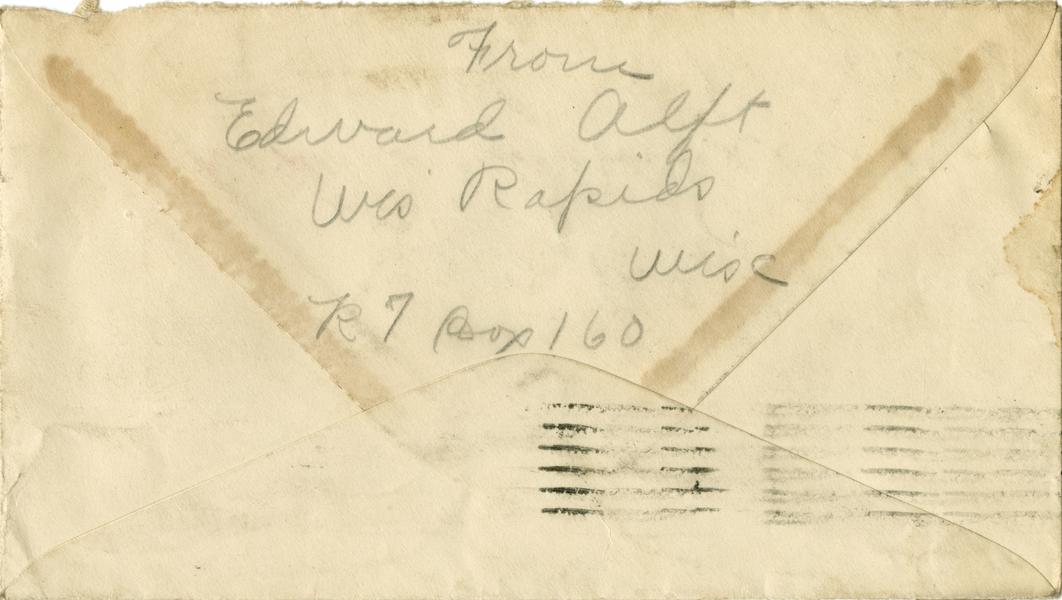 From
Edward Alft
Wis Rapids
Wisc
R 7 Box 160